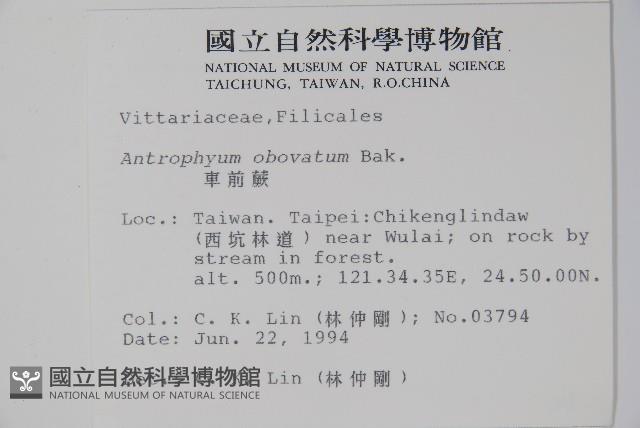 國立自然科學博物館
NATIONAL MUSEUM OF NATURAL SCIENCE
TAICHUNG, TAIWAN, R.O.CHINA
Vittariaceae,Filicales
Antrophyum obovatum Bak.
車前蕨
Loc.: Taiwan. Taipei:Chikenglindaw
(西坑林道) near Wulai; on rock by
stream in forest.
alt. 500m.; 121.34.35E, 24.50.00N.
Col.: C. K. Lin (林仲剛); No.03794
Date: Jun. 22, 1994
Lin (林仲剛)
國立自然科學博物館
NATIONAL MUSEUM OF NATURAL SCIENCE